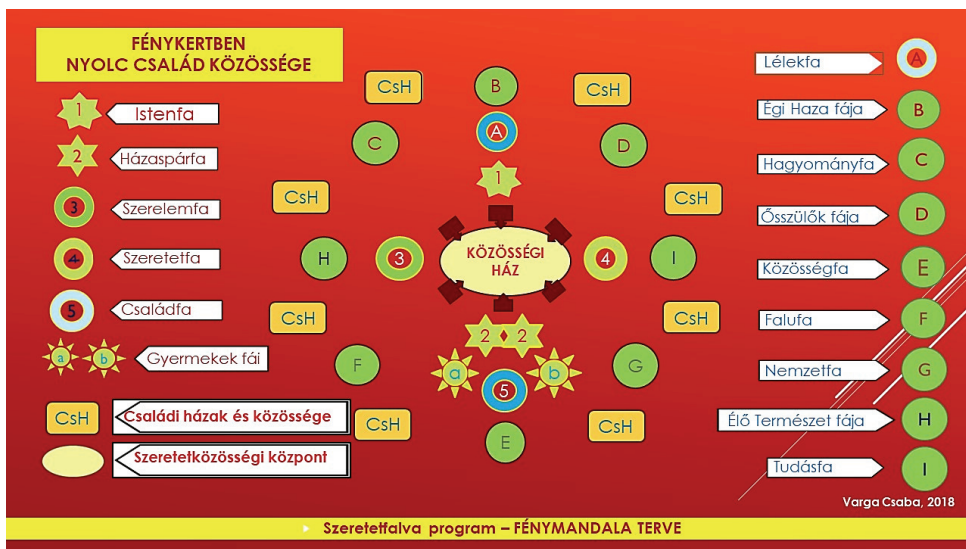 FÉNYKERTBEN
NYOLC CSALÁD KÖZÖSSÉGE
1 Istenfa
2 Házaspárfa
3 Szerelemfa
4 Szeretetfa
5 Családfa
a b Gyermekek fái
CsH Családi házak és közössége
Szeretetközösségi központ
CsH B CsH
A
C D
1
CsH CsH
H 3 KÖZÖSSÉGI
HÁZ 4 I
CsH CsH
2 2
F a b G
5
CsH CsH
E
Lélekfa A
Égi Haza fája B
Hagyományfa C
Ősszülők fája D
Közösségfa E
Falufa F
Nemzetfa G
Élő Természet fája H
Tudásfa I
Varga Csaba, 2018
Szeretetfalva program – FÉNYMANDALA TERVE